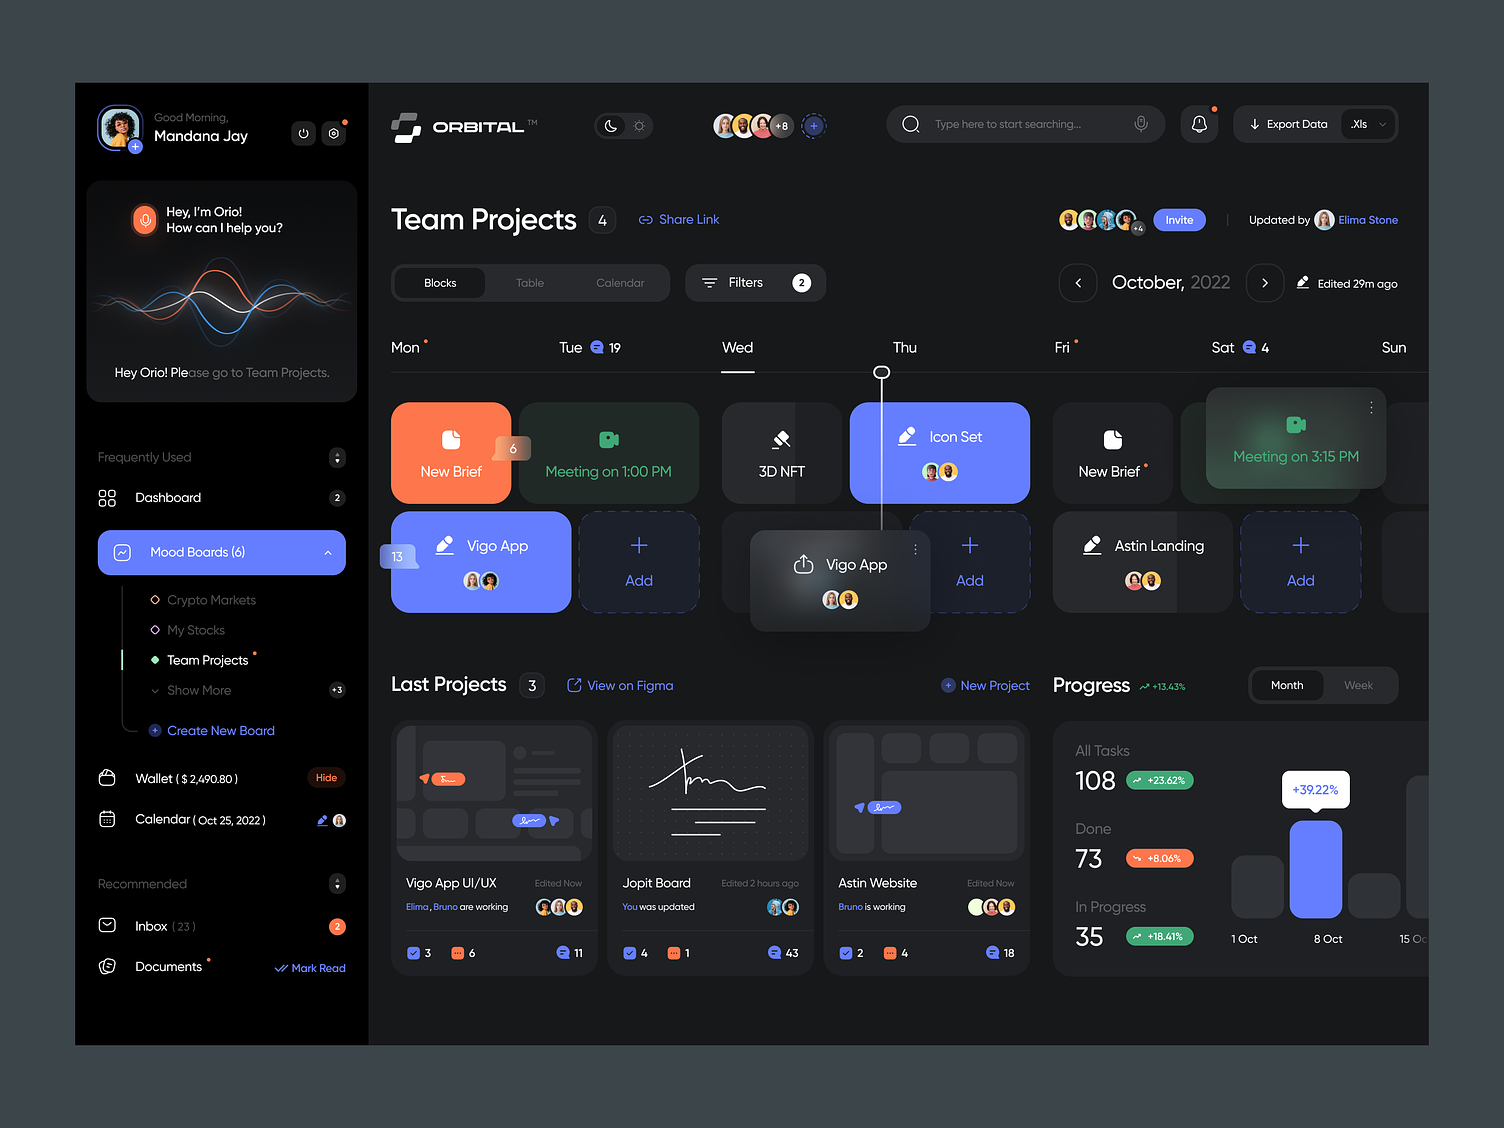 Good Morning,
Mandana Jay
Hey, I'm Orio!
How can I help you?
Hey Orio! Please go to Team Projects.
Frequently Used
Dashboard 2
Mood Boards (6)
Crypto Markets
My Stocks
Team Projects
Show More +3
Create New Board
Wallet ( $ 2,490.80 ) Hide
Calendar ( Oct 25, 2022 )
Recommended
Inbox ( 23 ) 2
Documents Mark Read
ORBITAL™
+8
Type here to start searching...
Export Data .Xls
Team Projects 4 Share Link
+4 Invite Updated by Elima Stone
Blocks Table Calendar Filters 2
October, 2022 Edited 29m ago
Mon Tue 19 Wed Thu Fri Sat 4 Sun
New Brief 6
Meeting on 1:00 PM
3D NFT
Icon Set
New Brief
Meeting on 3:15 PM
13 Vigo App
Add
Vigo App
Add
Astin Landing
Add
Last Projects 3 View on Figma New Project
Vigo App UI/UX Edited Now
Elima, Bruno are working
3 6 11
Jopit Board Edited 2 hours ago
You was updated
4 1 43
Astin Website Edited Now
Bruno is working
2 4 18
Progress +13.43% Month Week
All Tasks
108 +23.62%
Done
73 +8.06%
In Progress
35 +18.41%
+39.22%
1 Oct 8 Oct 15 Oc